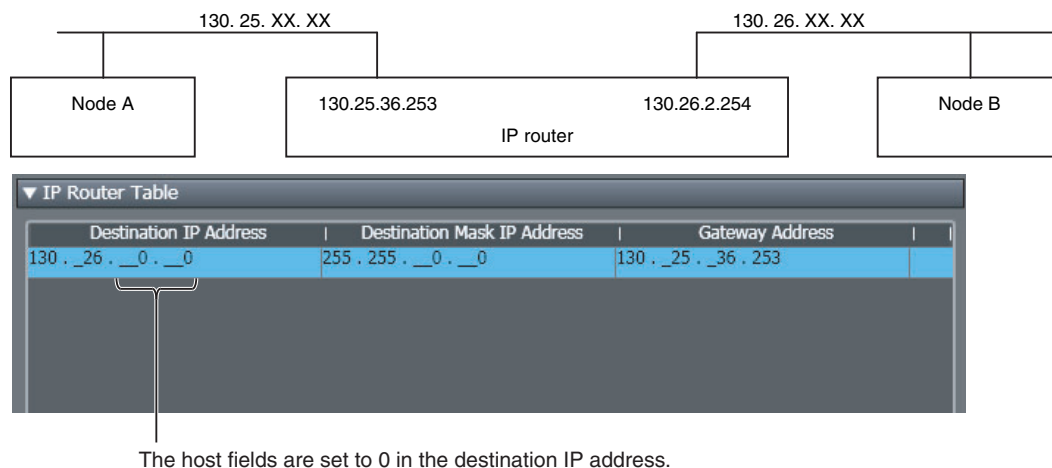 130. 25. XX. XX 130. 26. XX. XX
Node A 130.25.36.253 130.26.2.254 Node B
IP router
▼ IP Router Table
Destination IP Address | Destination Mask IP Address | Gateway Address | |
130 . _26 . __0 . __0 255 . 255 . __0 . __0 130 . _25 . _36 . 253
The host fields are set to 0 in the destination IP address.